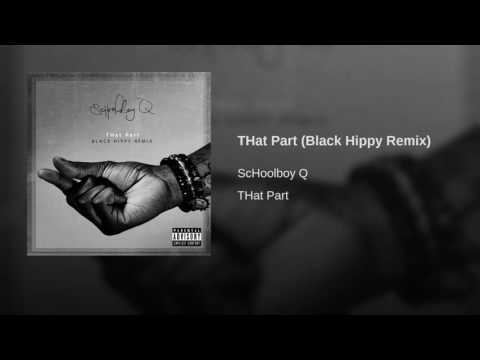 ScHoolboy Q
THat Part
BLACK HIPPY REMIX
PARENTAL
ADVISORY
EXPLICIT CONTENT
THat Part (Black Hippy Remix)
ScHoolboy Q
THat Part